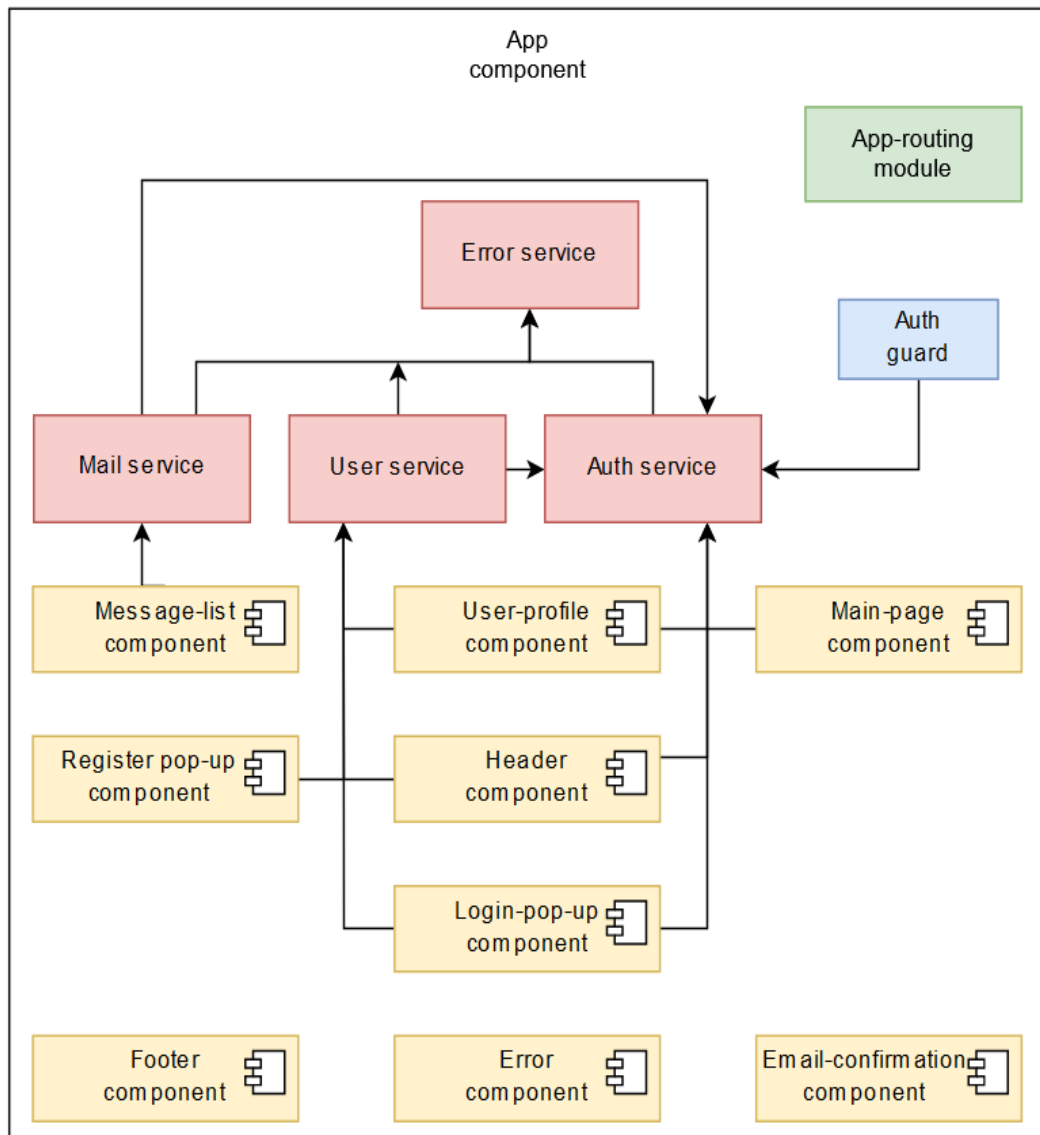 App
component
App-routing
module
Error service
Auth
guard
Mail service
User service
Auth service
Message-list
component
User-profile
component
Main-page
component
Register pop-up
component
Header
component
Login-pop-up
component
Footer
component
Error
component
Email-confirmation
component